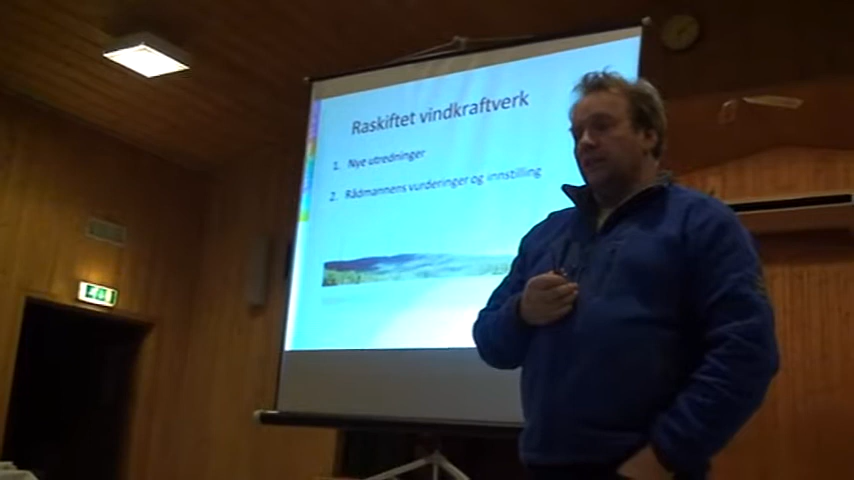 Raskiftet vindkraftverk
1. Nye utredninger
2. Rådmannens vurderinger og innstilling